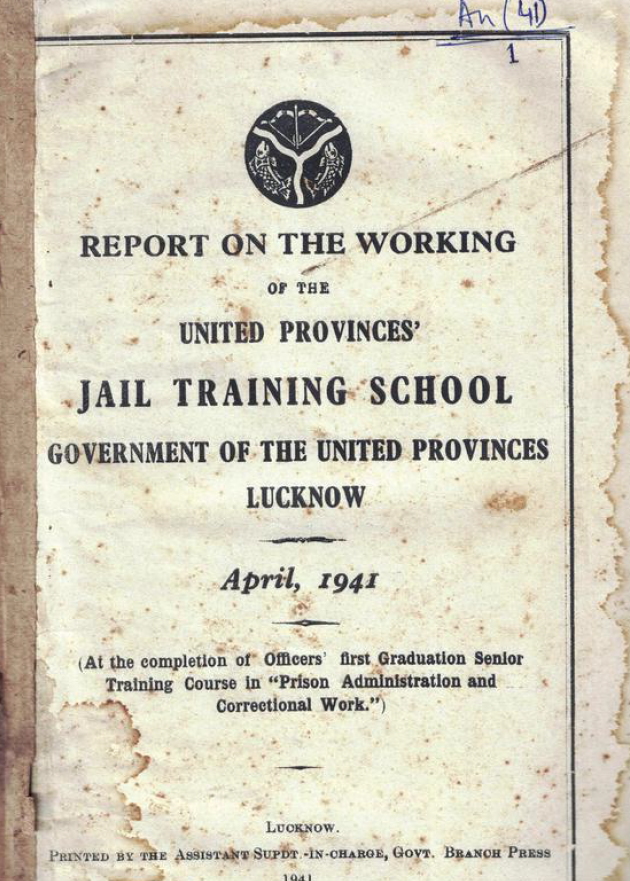 An (41)
1
REPORT ON THE WORKING
OF THE
UNITED PROVINCES'
JAIL TRAINING SCHOOL
GOVERNMENT OF THE UNITED PROVINCES
LUCKNOW
April, 1941
(At the completion of Officers' first Graduation Senior
Training Course in "Prison Administration and
Correctional Work.")
LUCKNOW.
PRINTED BY THE ASSISTANT SUPDT.-IN-CHARGE, GOVT. BRANCH PRESS
1941